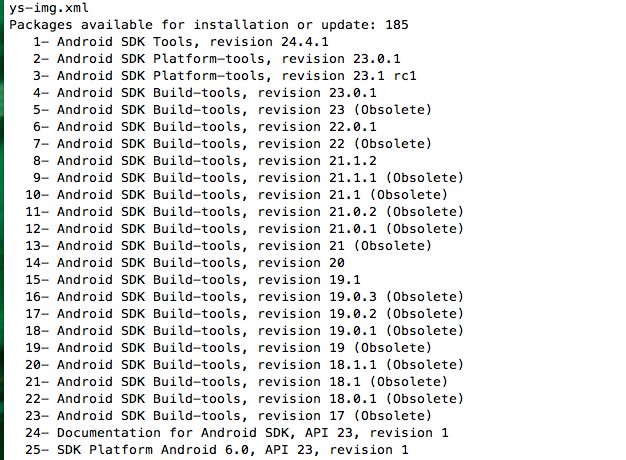 ys-img.xml
Packages available for installation or update: 185
1- Android SDK Tools, revision 24.4.1
2- Android SDK Platform-tools, revision 23.0.1
3- Android SDK Platform-tools, revision 23.1 rc1
4- Android SDK Build-tools, revision 23.0.1
5- Android SDK Build-tools, revision 23 (Obsolete)
6- Android SDK Build-tools, revision 22.0.1
7- Android SDK Build-tools, revision 22 (Obsolete)
8- Android SDK Build-tools, revision 21.1.2
9- Android SDK Build-tools, revision 21.1.1 (Obsolete)
10- Android SDK Build-tools, revision 21.1 (Obsolete)
11- Android SDK Build-tools, revision 21.0.2 (Obsolete)
12- Android SDK Build-tools, revision 21.0.1 (Obsolete)
13- Android SDK Build-tools, revision 21 (Obsolete)
14- Android SDK Build-tools, revision 20
15- Android SDK Build-tools, revision 19.1
16- Android SDK Build-tools, revision 19.0.3 (Obsolete)
17- Android SDK Build-tools, revision 19.0.2 (Obsolete)
18- Android SDK Build-tools, revision 19.0.1 (Obsolete)
19- Android SDK Build-tools, revision 19 (Obsolete)
20- Android SDK Build-tools, revision 18.1.1 (Obsolete)
21- Android SDK Build-tools, revision 18.1 (Obsolete)
22- Android SDK Build-tools, revision 18.0.1 (Obsolete)
23- Android SDK Build-tools, revision 17 (Obsolete)
24- Documentation for Android SDK, API 23, revision 1
25- SDK Platform Android 6.0, API 23, revision 1